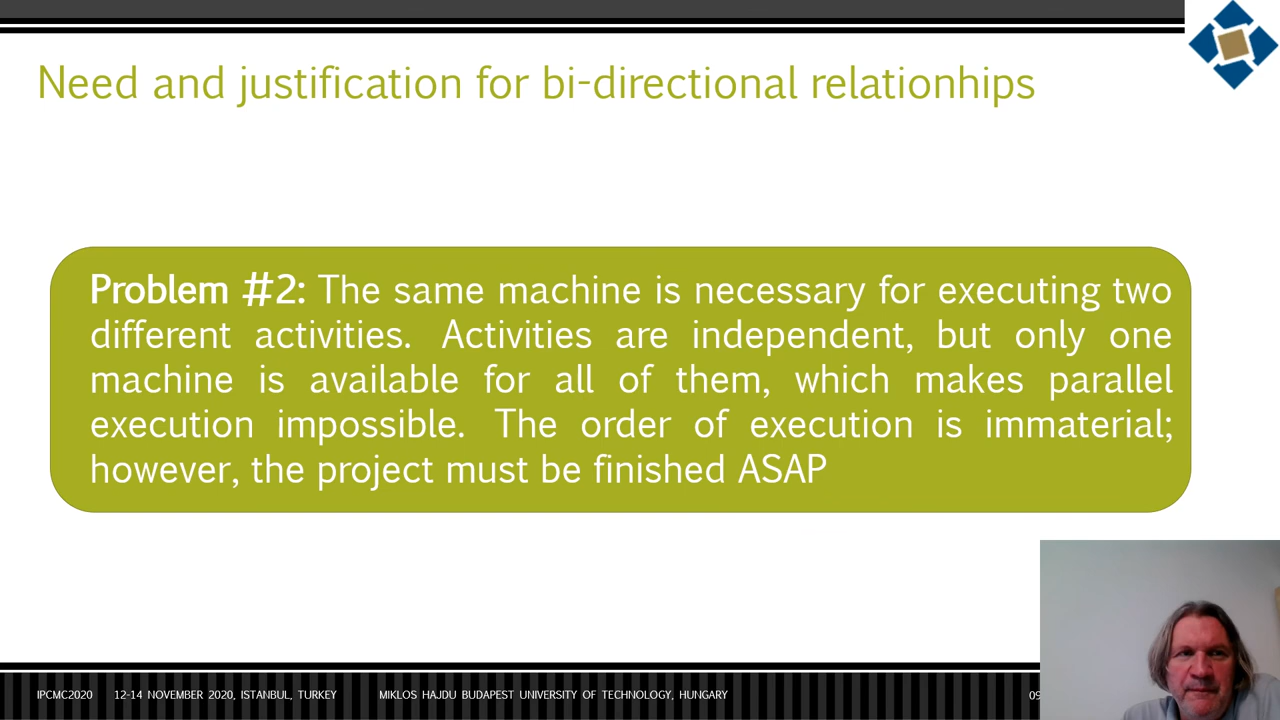 Need and justification for bi-directional relationhips
Problem #2: The same machine is necessary for executing two
different activities. Activities are independent, but only one
machine is available for all of them, which makes parallel
execution impossible. The order of execution is immaterial;
however, the project must be finished ASAP
IPCMC2020 12-14 NOVEMBER 2020, ISTANBUL, TURKEY MIKLOS HAJDU BUDAPEST UNIVERSITY OF TECHNOLOGY, HUNGARY